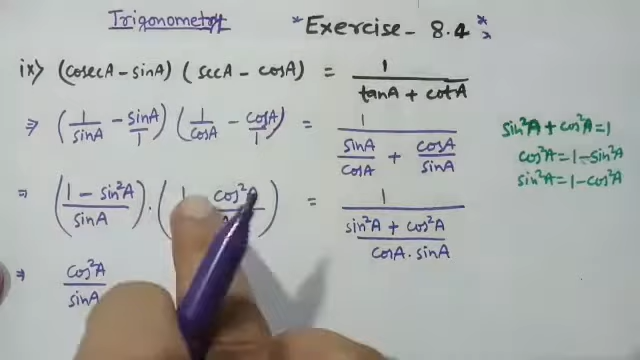 Trigonometry
*Exercise - 8.4**
ix> (cosecA - sinA) (secA - cosA) = 1/(tanA + cotA)
⇒ (1/sinA - sinA/1) (1/cosA - cosA/1) = 1/(sinA/cosA + cosA/sinA)
sin²A + cos²A = 1
cos²A = 1 - sin²A
sin²A = 1 - cos²A
⇒ ((1 - sin²A)/sinA) · (1 cos²A) = 1/((sin²A + cos²A)/(cosA · sinA))
⇒ cos²A/sinA